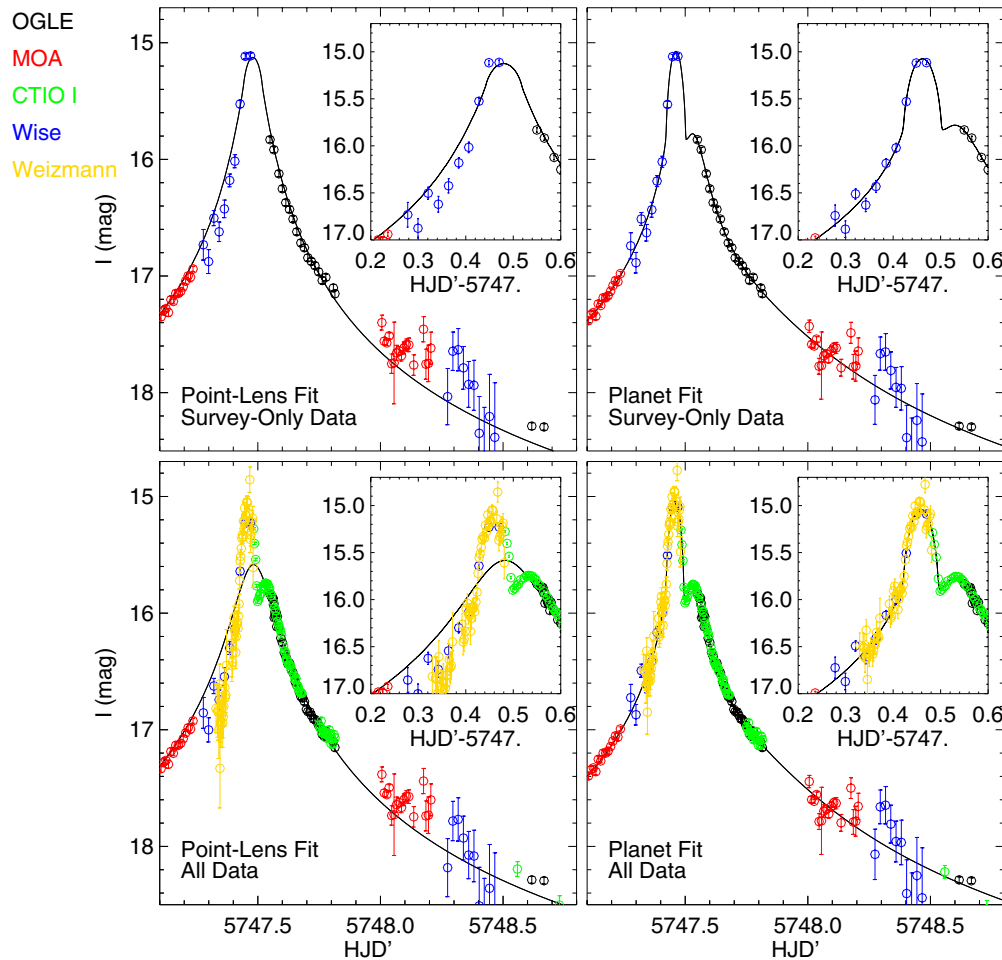 OGLE
MOA
CTIO I
Wise
Weizmann
15
16
17
18
I (mag)
15.0
15.5
16.0
16.5
17.0
0.2 0.3 0.4 0.5 0.6
HJD'-5747.
Point-Lens Fit
Survey-Only Data
15.0
15.5
16.0
16.5
17.0
0.2 0.3 0.4 0.5 0.6
HJD'-5747.
Planet Fit
Survey-Only Data
15
16
17
18
I (mag)
15.0
15.5
16.0
16.5
17.0
0.2 0.3 0.4 0.5 0.6
HJD'-5747.
Point-Lens Fit
All Data
5747.5 5748.0 5748.5
HJD'
15.0
15.5
16.0
16.5
17.0
0.2 0.3 0.4 0.5 0.6
HJD'-5747.
Planet Fit
All Data
5747.5 5748.0 5748.5
HJD'